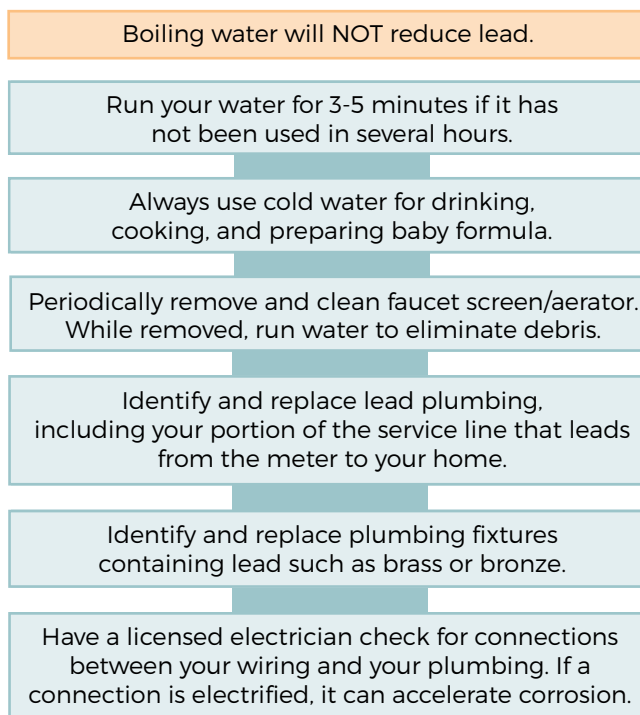 Boiling water will NOT reduce lead.
Run your water for 3-5 minutes if it has
not been used in several hours.
Always use cold water for drinking,
cooking, and preparing baby formula.
Periodically remove and clean faucet screen/aerator.
While removed, run water to eliminate debris.
Identify and replace lead plumbing,
including your portion of the service line that leads
from the meter to your home.
Identify and replace plumbing fixtures
containing lead such as brass or bronze.
Have a licensed electrician check for connections
between your wiring and your plumbing. If a
connection is electrified, it can accelerate corrosion.